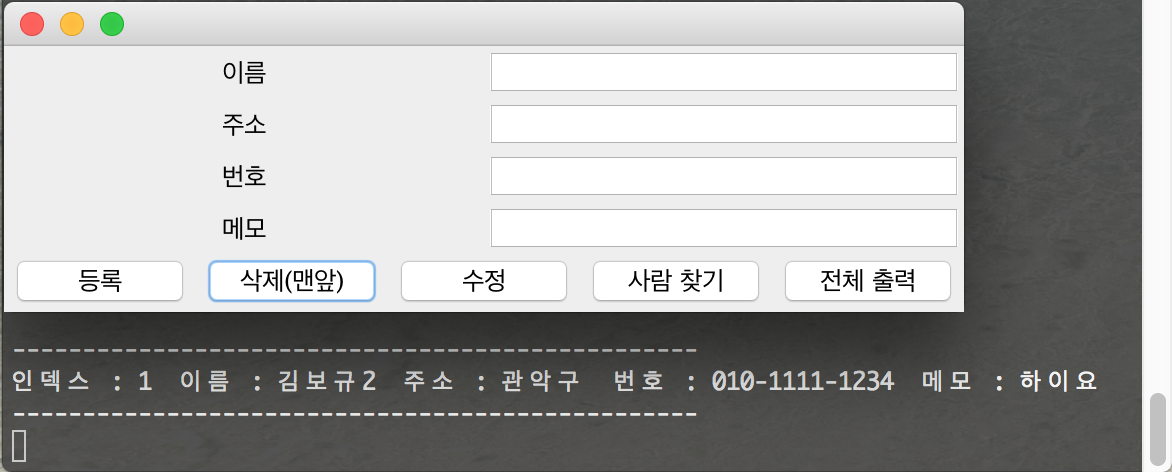 이름
주소
번호
메모
등록 삭제(맨앞) 수정 사람 찾기 전체 출력
-------------------------------------------------
인덱스 : 1 이름 : 김보규2 주소 : 관악구 번호 : 010-1111-1234 메모 : 하이요
-------------------------------------------------